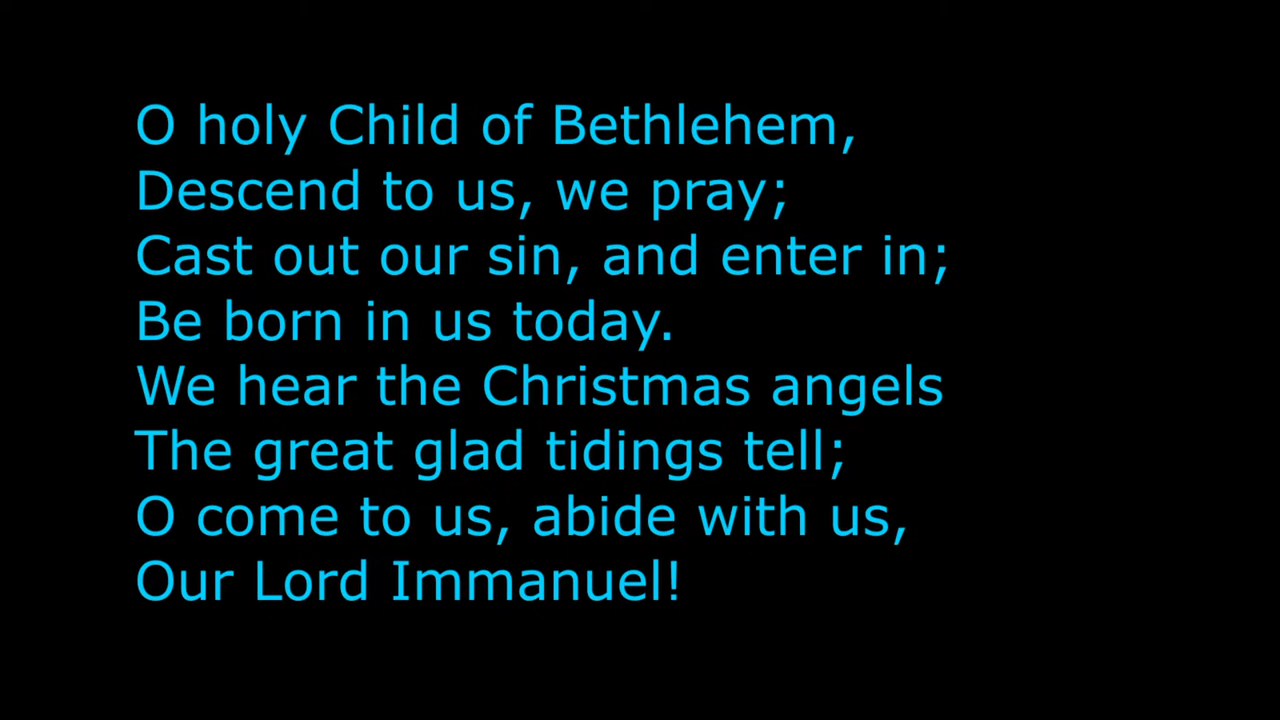 O holy Child of Bethlehem,
Descend to us, we pray;
Cast out our sin, and enter in;
Be born in us today.
We hear the Christmas angels
The great glad tidings tell;
O come to us, abide with us,
Our Lord Immanuel!